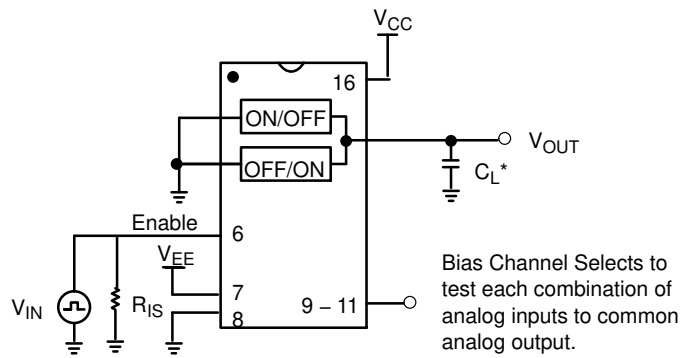 VCC
16
ON/OFF
OFF/ON
VOUT
CL*
Enable
6
VEE
7
8
9 – 11
VIN
RIS
Bias Channel Selects to
test each combination of
analog inputs to common
analog output.